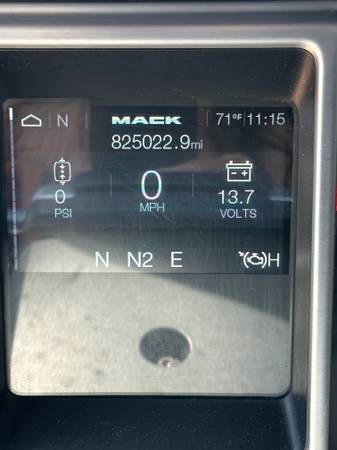 N MACK 71°F 11:15
825022.9mi
0 0 13.7
PSI MPH VOLTS
N N2 E H